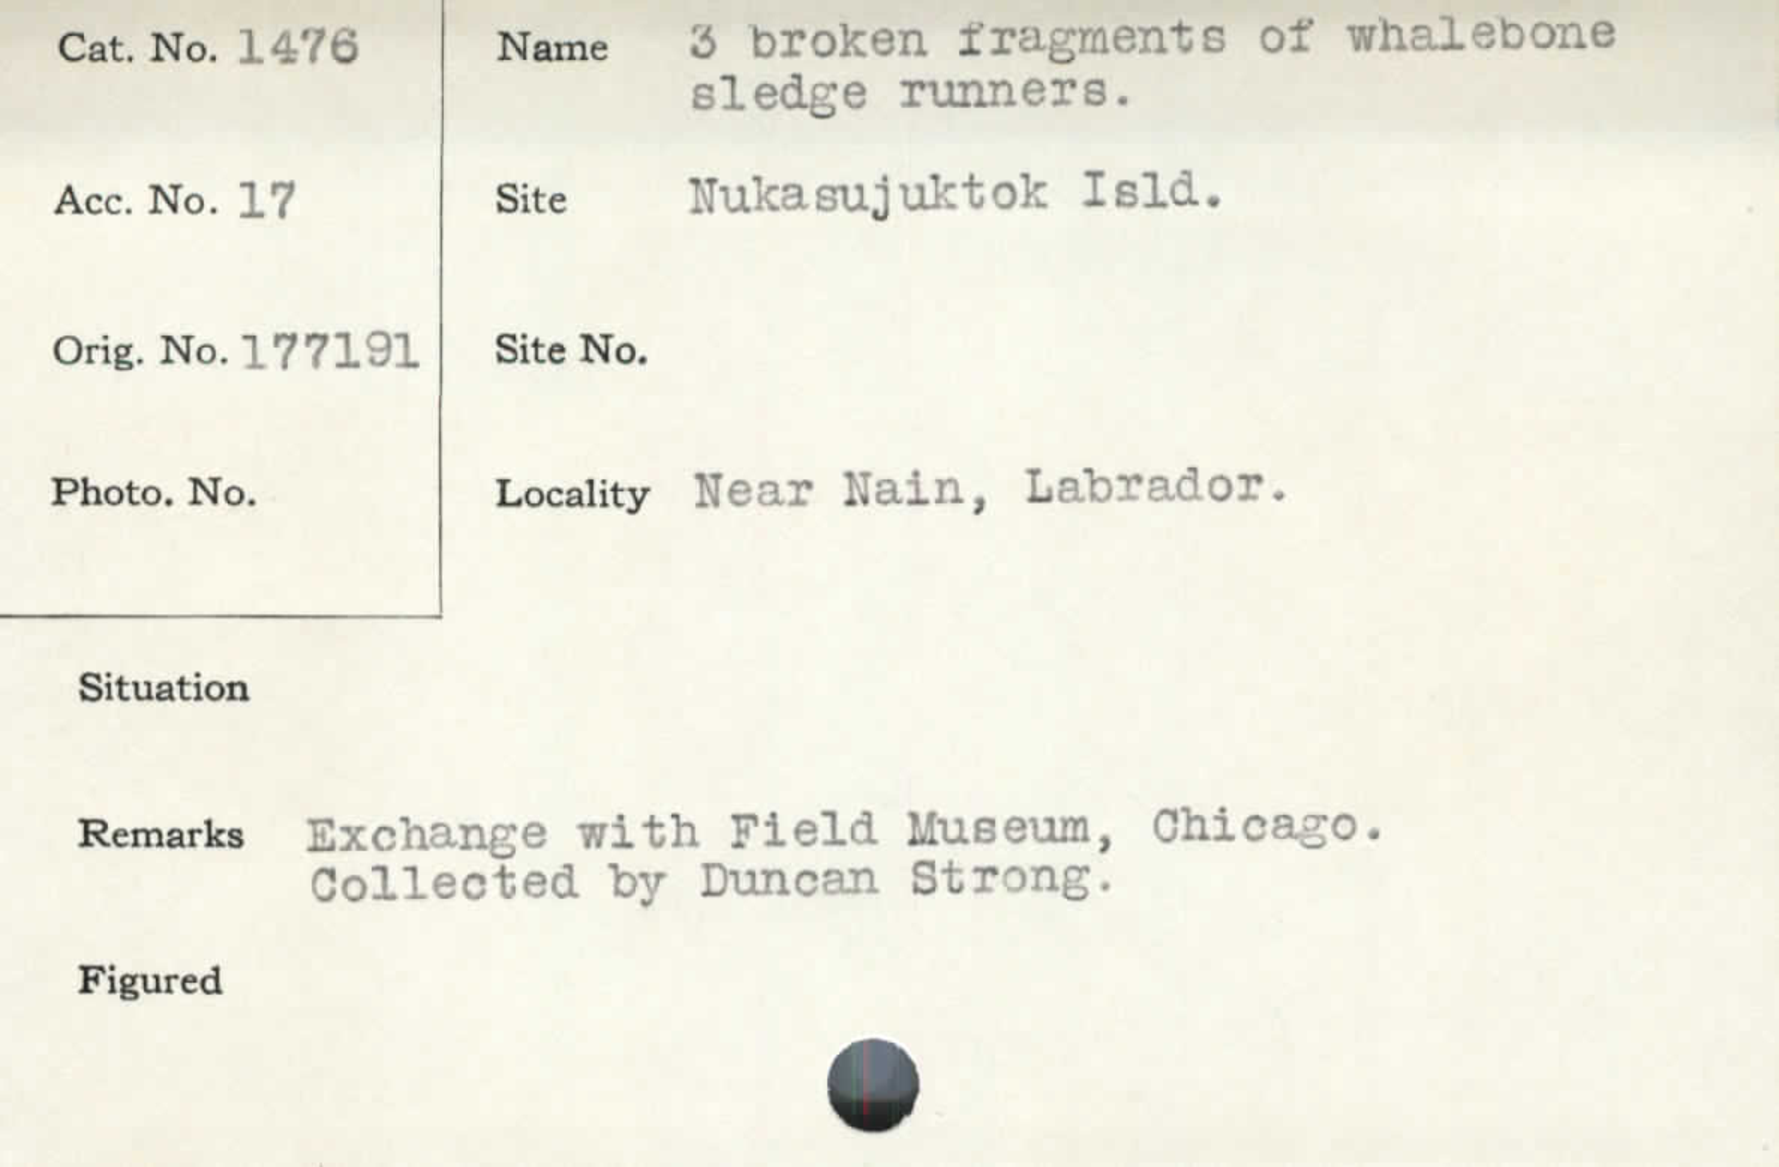 Cat. No. 1476
Name 3 broken fragments of whalebone
sledge runners.
Acc. No. 17
Site Nukasujuktok Isld.
Orig. No. 177191
Site No.
Photo. No.
Locality Near Nain, Labrador.
Situation
Remarks Exchange with Field Museum, Chicago.
Collected by Duncan Strong.
Figured